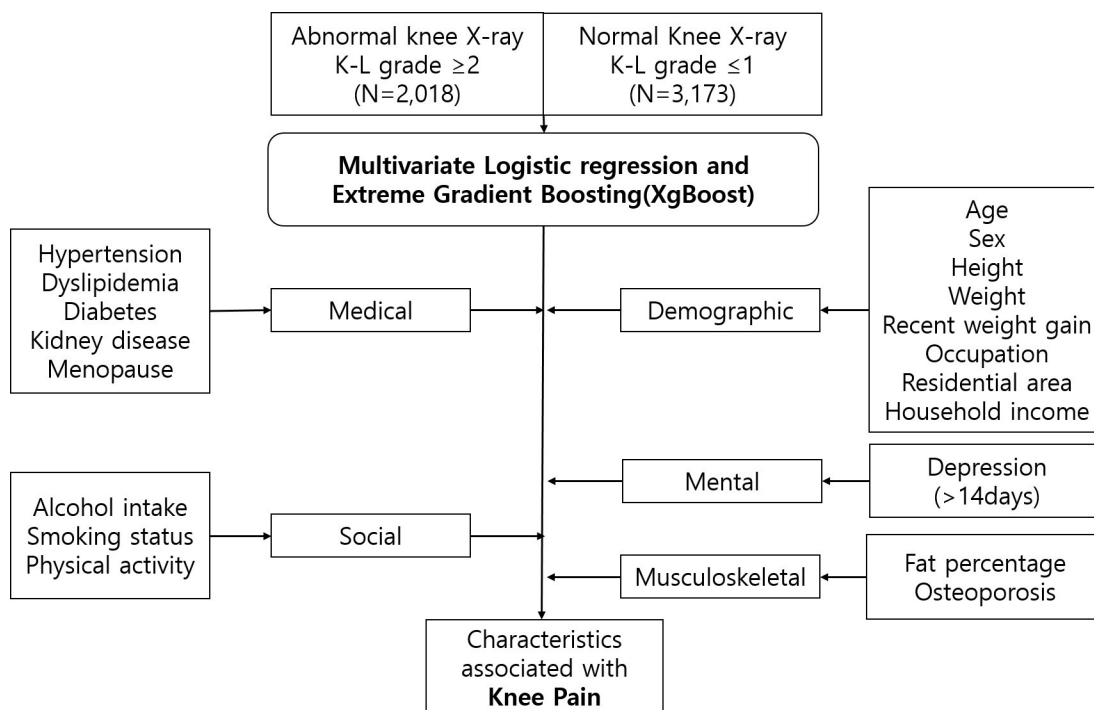 Abnormal knee X-ray
K-L grade ≥2
(N=2,018)
Normal Knee X-ray
K-L grade ≤1
(N=3,173)
Multivariate Logistic regression and
Extreme Gradient Boosting(XgBoost)
Hypertension
Dyslipidemia
Diabetes
Kidney disease
Menopause
Medical
Demographic
Age
Sex
Height
Weight
Recent weight gain
Occupation
Residential area
Household income
Mental
Depression
(>14days)
Alcohol intake
Smoking status
Physical activity
Social
Musculoskeletal
Fat percentage
Osteoporosis
Characteristics
associated with
Knee Pain